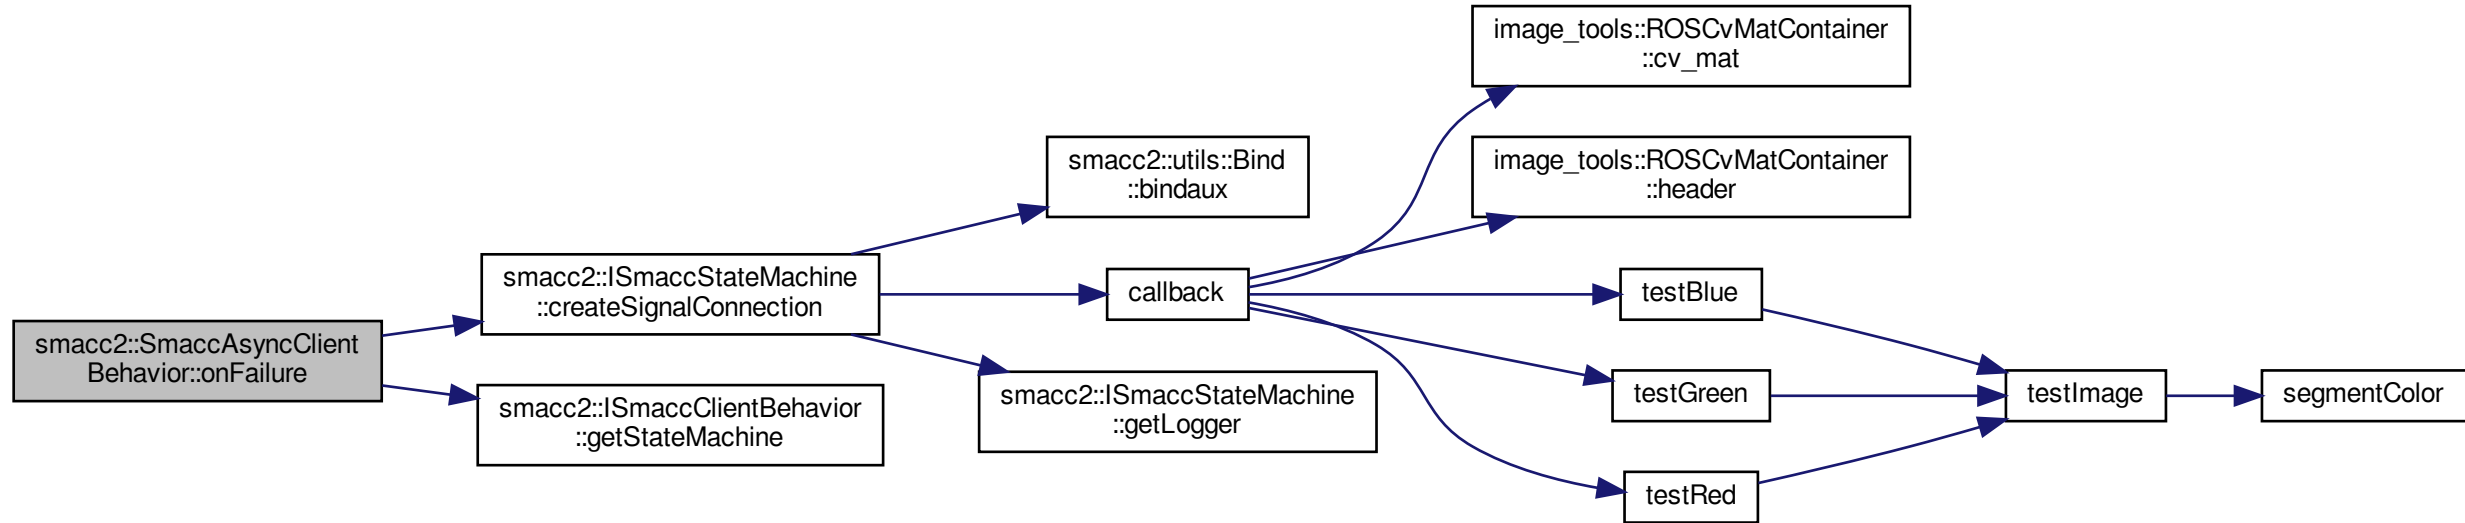 smacc2::SmaccAsyncClient
Behavior::onFailure
smacc2::ISmaccStateMachine
::createSignalConnection
smacc2::ISmaccClientBehavior
::getStateMachine
smacc2::utils::Bind
::bindaux
callback
smacc2::ISmaccStateMachine
::getLogger
image_tools::ROSCvMatContainer
::cv_mat
image_tools::ROSCvMatContainer
::header
testBlue
testGreen
testRed
testImage
segmentColor